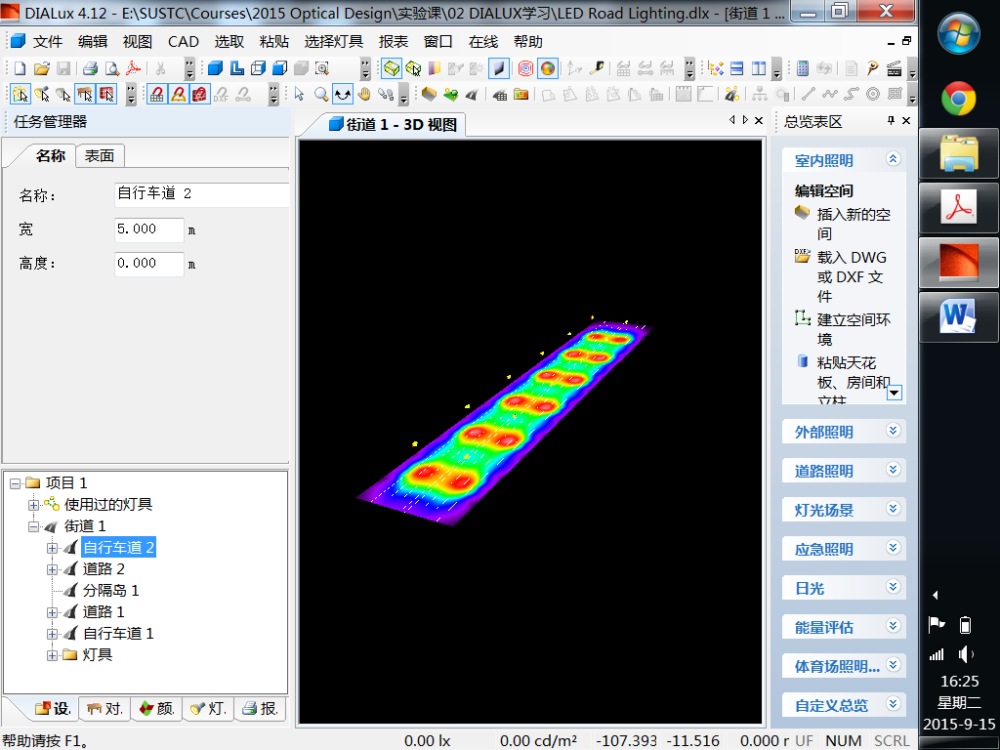 DIALux 4.12 - E:\SUSTC\Courses\2015 Optical Design\实验课\02 DIALUX学习\LED Road Lighting.dlx - [街道 1 ...
文件 编辑 视图 CAD 选取 粘贴 选择灯具 报表 窗口 在线 帮助
任务管理器
名称 表面
名称: 自行车道 2
宽 5.000 m
高度: 0.000 m
项目 1
使用过的灯具
街道 1
自行车道 2
道路 2
分隔岛 1
道路 1
自行车道 1
灯具
设. 对. 颜. 灯. 报.
街道 1 - 3D 视图
总览表区
室内照明
编辑空间
插入新的空
间
载入 DWG
或 DXF 文
件
建立空间环
境
粘贴天花
板、房间和
立柱
外部照明
道路照明
灯光场景
应急照明
日光
能量评估
体育场照明...
自定义总览
帮助请按 F1。
0.00 lx 0.00 cd/m² -107.393 -11.516 0.000 r UF NUM SCRL
16:25
星期二
2015-9-15